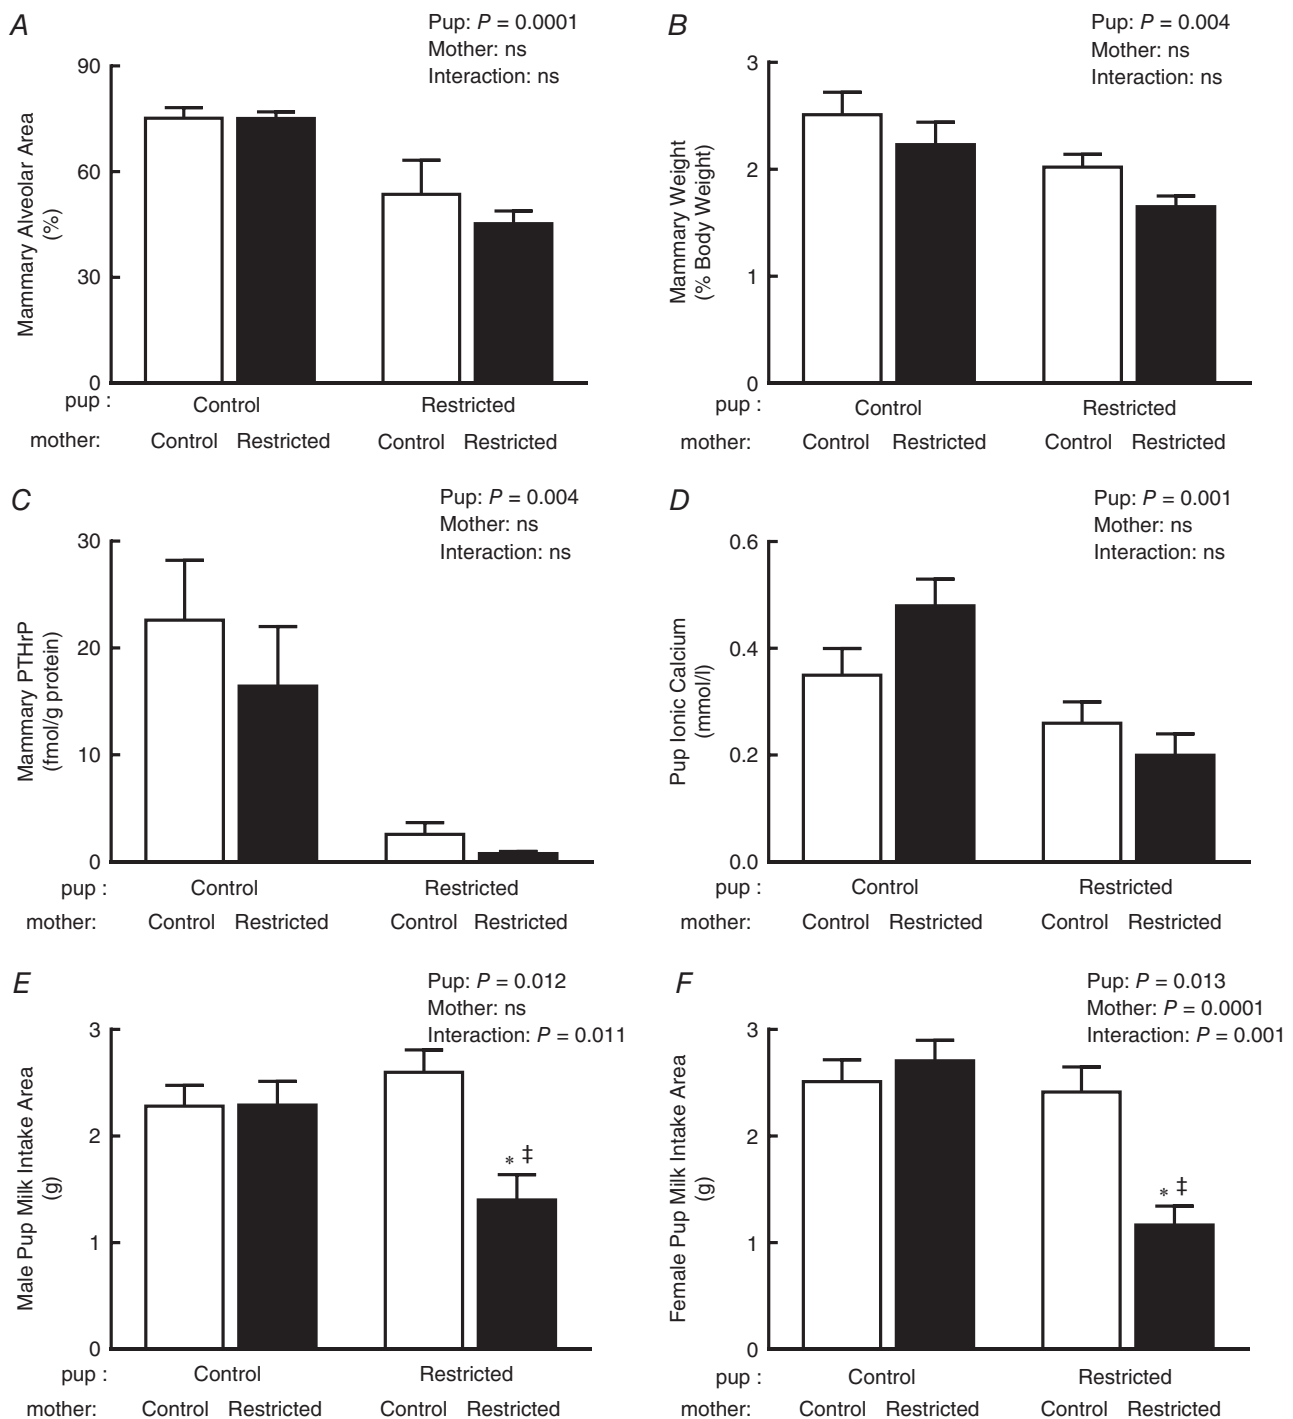 A
Pup: P = 0.0001
Mother: ns
Interaction: ns
Mammary Alveolar Area
(%)
90
60
30
0
pup :
Control
Restricted
mother:
Control
Restricted
Control
Restricted
B
Pup: P = 0.004
Mother: ns
Interaction: ns
Mammary Weight
(% Body Weight)
3
2
1
0
pup :
Control
Restricted
mother:
Control
Restricted
Control
Restricted
C
Pup: P = 0.004
Mother: ns
Interaction: ns
Mammary PTHrP
(fmol/g protein)
30
20
10
0
pup :
Control
Restricted
mother:
Control
Restricted
Control
Restricted
D
Pup: P = 0.001
Mother: ns
Interaction: ns
Pup Ionic Calcium
(mmol/l)
0.6
0.4
0.2
0.0
pup :
Control
Restricted
mother:
Control
Restricted
Control
Restricted
E
Pup: P = 0.012
Mother: ns
Interaction: P = 0.011
Male Pup Milk Intake Area
(g)
3
2
1
0
* ‡
pup :
Control
Restricted
mother:
Control
Restricted
Control
Restricted
F
Pup: P = 0.013
Mother: P = 0.0001
Interaction: P = 0.001
Female Pup Milk Intake Area
(g)
3
2
1
0
* ‡
pup :
Control
Restricted
mother:
Control
Restricted
Control
Restricted